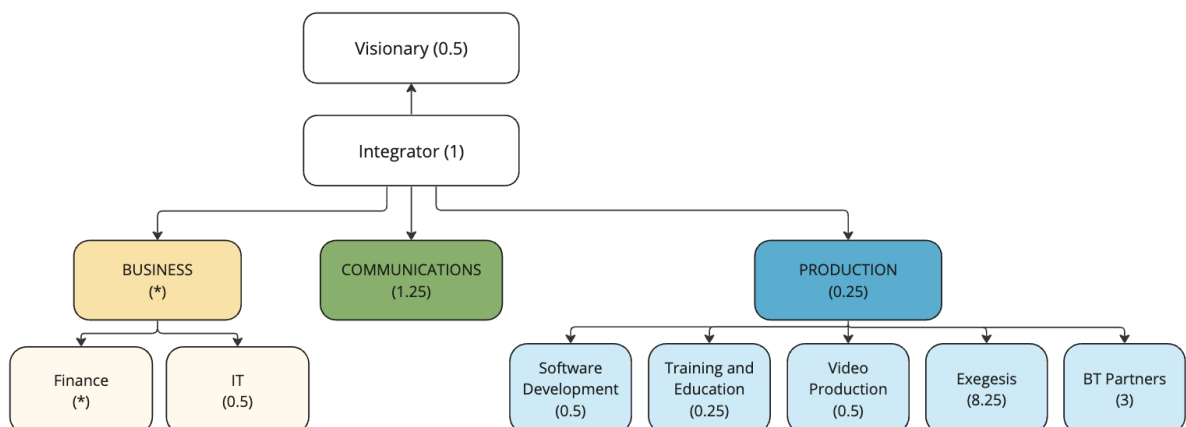 Visionary (0.5)
Integrator (1)
BUSINESS
(*)
COMMUNICATIONS
(1.25)
PRODUCTION
(0.25)
Finance
(*)
IT
(0.5)
Software
Development
(0.5)
Training and
Education
(0.25)
Video
Production
(0.5)
Exegesis
(8.25)
BT Partners
(3)